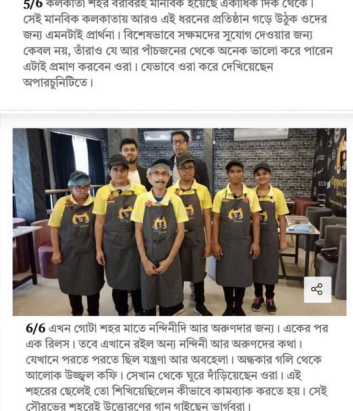 5/6 কলকাতা শহর বরাবরই মানবিক হয়েছে একাধিক দিক থেকে।
সেই মানবিক কলকাতায় আরও এই ধরনের প্রতিষ্ঠান গড়ে উঠুক ওদের
জন্য এমনটাই প্রার্থনা। বিশেষভাবে সক্ষমদের সুযোগ দেওয়ার জন্য
কেবল নয়, তাঁরাও যে আর পাঁচজনের থেকে অনেক ভালো করে পারেন
এটাই প্রমাণ করবেন ওরা। যেভাবে ওরা করে দেখিয়েছেন
অপারচুনিটিতে।
6/6 এখন গোটা শহর মাতে নন্দিনীদি আর অরুণদার জন্য। একের পর
এক রিলস। তবে এখানে রইল অন্য নন্দিনী আর অরুণদের কথা।
যেখানে পরতে পরতে ছিল যন্ত্রণা আর অবহেলা। অন্ধকার গলি থেকে
আলোকে উজ্জ্বল কফি। সেখান থেকে ঘুরে দাঁড়িয়েছেন ওরা। এই
শহরের ছেলেই তো শিখিয়েছিলেন কীভাবে কামব্যাক করতে হয়। সেই
সৌরভের শহরেই উত্তোরণের গান গাইছেন ভার্গবরা।